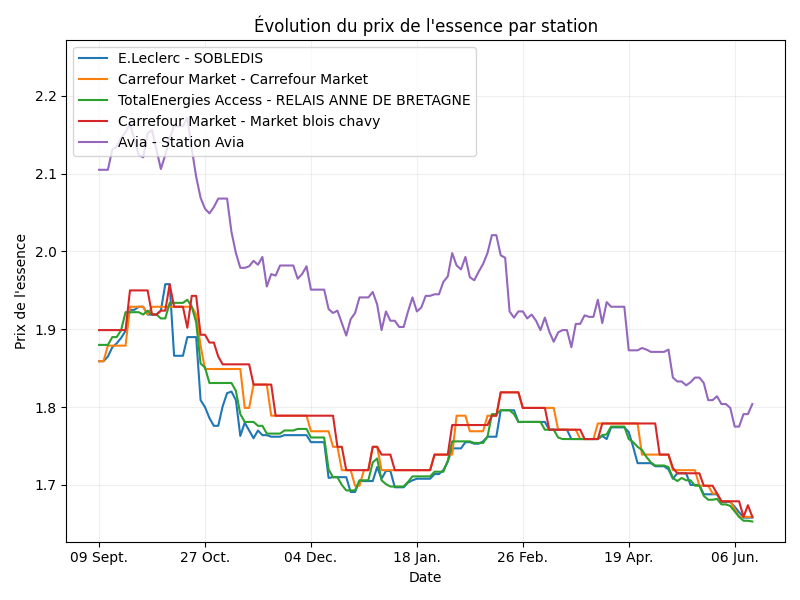 Évolution du prix de l'essence par station
E.Leclerc - SOBLEDIS
Carrefour Market - Carrefour Market
TotalEnergies Access - RELAIS ANNE DE BRETAGNE
Carrefour Market - Market blois chavy
Avia - Station Avia
Prix de l'essence
2.2
2.1
2.0
1.9
1.8
1.7
09 Sept.
27 Oct.
04 Dec.
18 Jan.
26 Feb.
19 Apr.
06 Jun.
Date